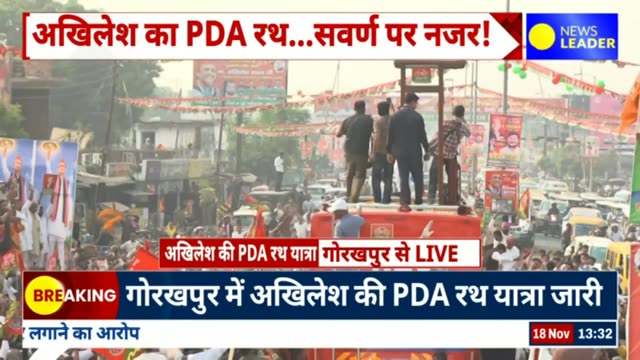 अखिलेश का PDA रथ...सवर्ण पर नजर!
NEWS
LEADER
अखिलेश की PDA रथ यात्रा गोरखपुर से LIVE
BREAKING गोरखपुर में अखिलेश की PDA रथ यात्रा जारी
लगाने का आरोप
18 Nov 13:32